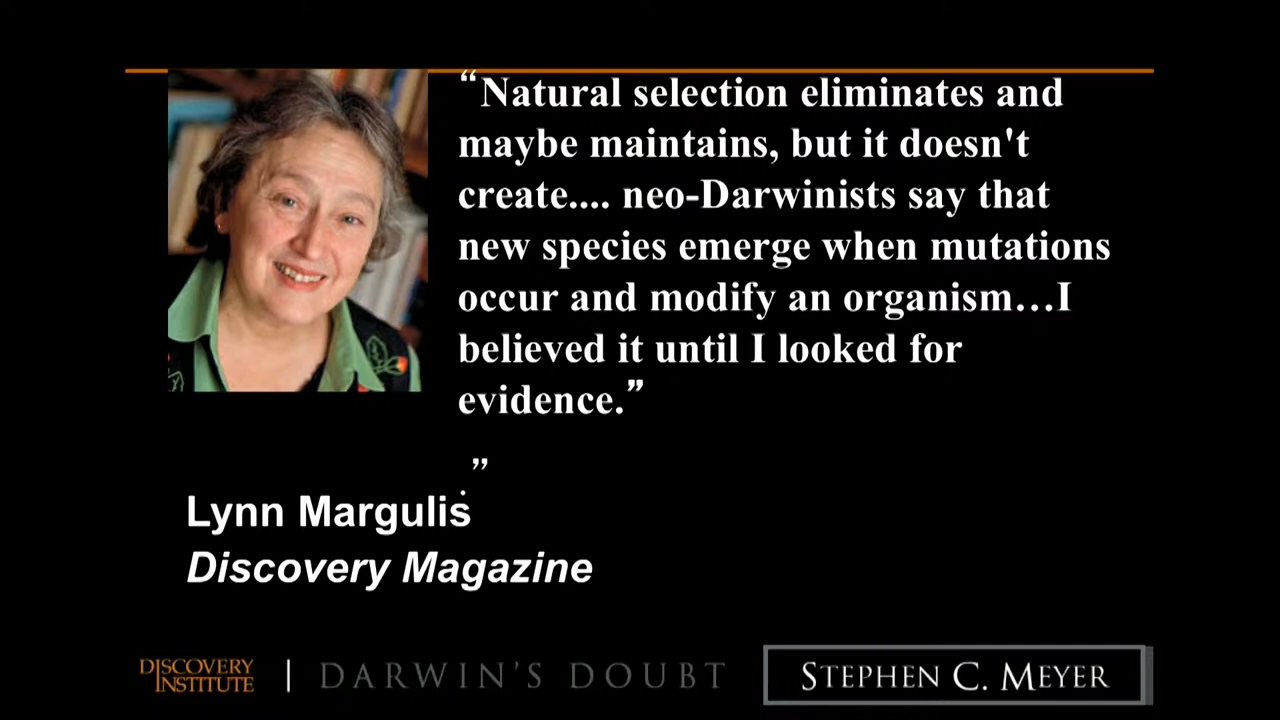 “Natural selection eliminates and
maybe maintains, but it doesn't
create.... neo-Darwinists say that
new species emerge when mutations
occur and modify an organism…I
believed it until I looked for
evidence.”
”
.
Lynn Margulis
Discovery Magazine
DISCOVERY
INSTITUTE
|
DARWIN'S DOUBT
STEPHEN C. MEYER